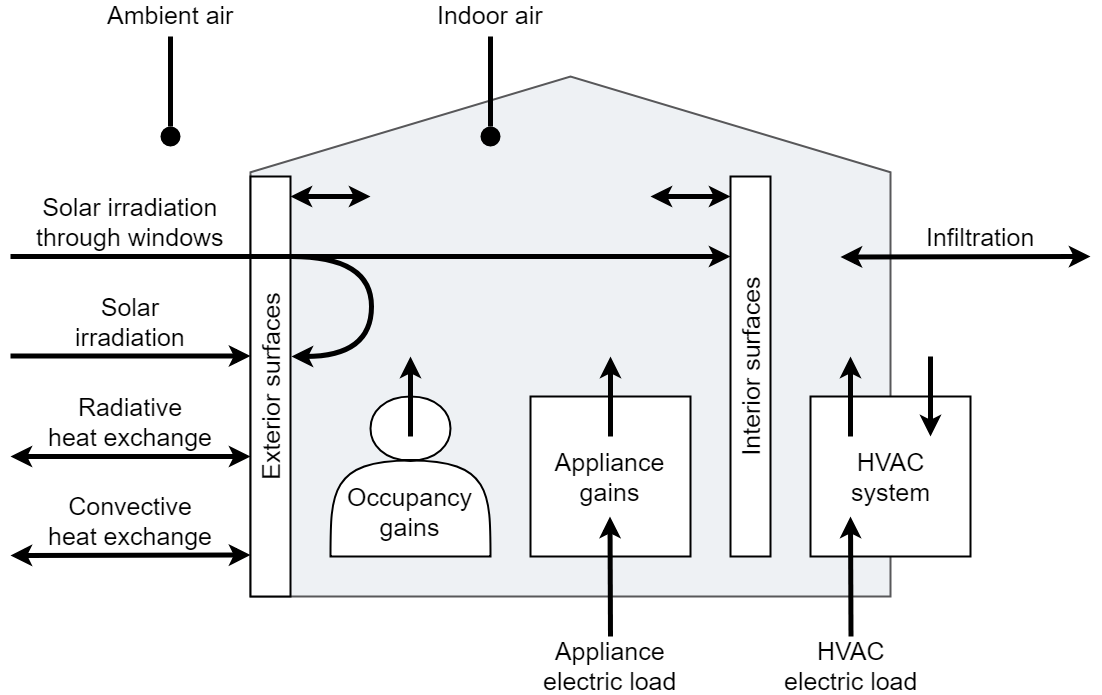 Ambient air
Indoor air
Solar irradiation
through windows
Infiltration
Solar
irradiation
Radiative
heat exchange
Convective
heat exchange
Exterior surfaces
Interior surfaces
Occupancy
gains
Appliance
gains
HVAC
system
Appliance
electric load
HVAC
electric load